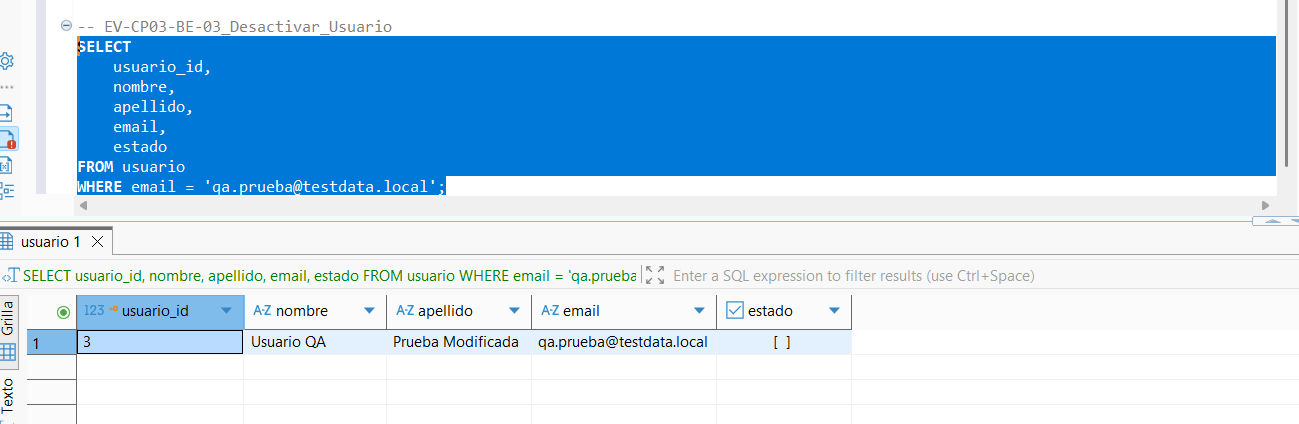 -- EV-CP03-BE-03_Desactivar_Usuario
SELECT
usuario_id,
nombre,
apellido,
email,
estado
FROM usuario
WHERE email = 'qa.prueba@testdata.local';
usuario 1
SELECT usuario_id, nombre, apellido, email, estado FROM usuario WHERE email = 'qa.prueba
Enter a SQL expression to filter results (use Ctrl+Space)
Grilla
Texto
123 usuario_id A-Z nombre A-Z apellido A-Z email estado
1 3 Usuario QA Prueba Modificada qa.prueba@testdata.local [ ]